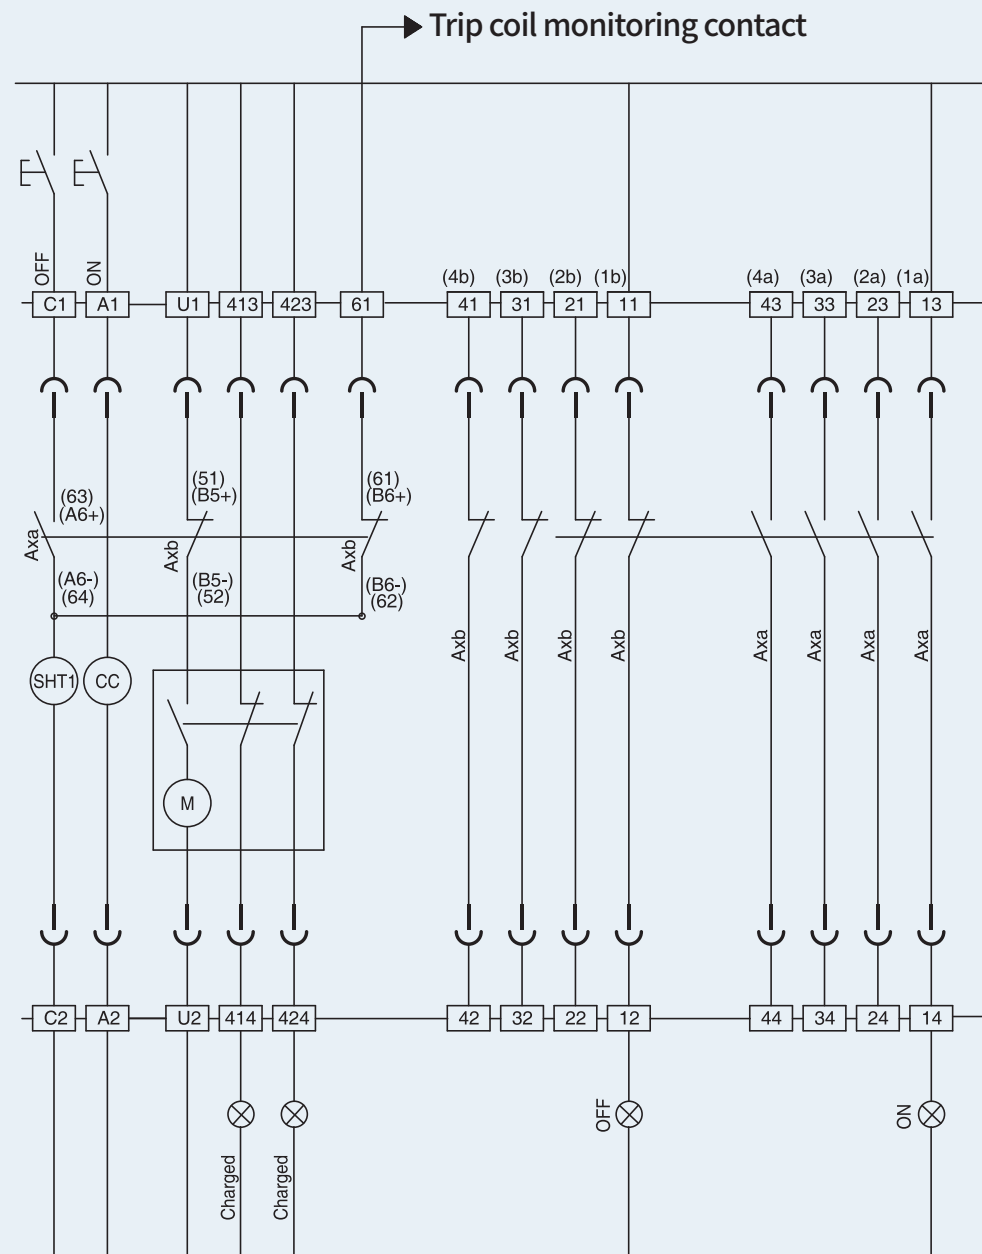 Trip coil monitoring contact
OFF
ON
(4b) (3b) (2b) (1b) (4a) (3a) (2a) (1a)
C1 A1 U1 413 423 61 41 31 21 11 43 33 23 13
(63)
(A6+)
(51)
(B5+)
(61)
(B6+)
Axa
Axb
Axb
(A6-)
(64)
(B5-)
(52)
(B6-)
(62)
Axb Axb Axb Axb Axa Axa Axa Axa
SHT1 CC
M
C2 A2 U2 414 424 42 32 22 12 44 34 24 14
OFF
ON
Charged
Charged